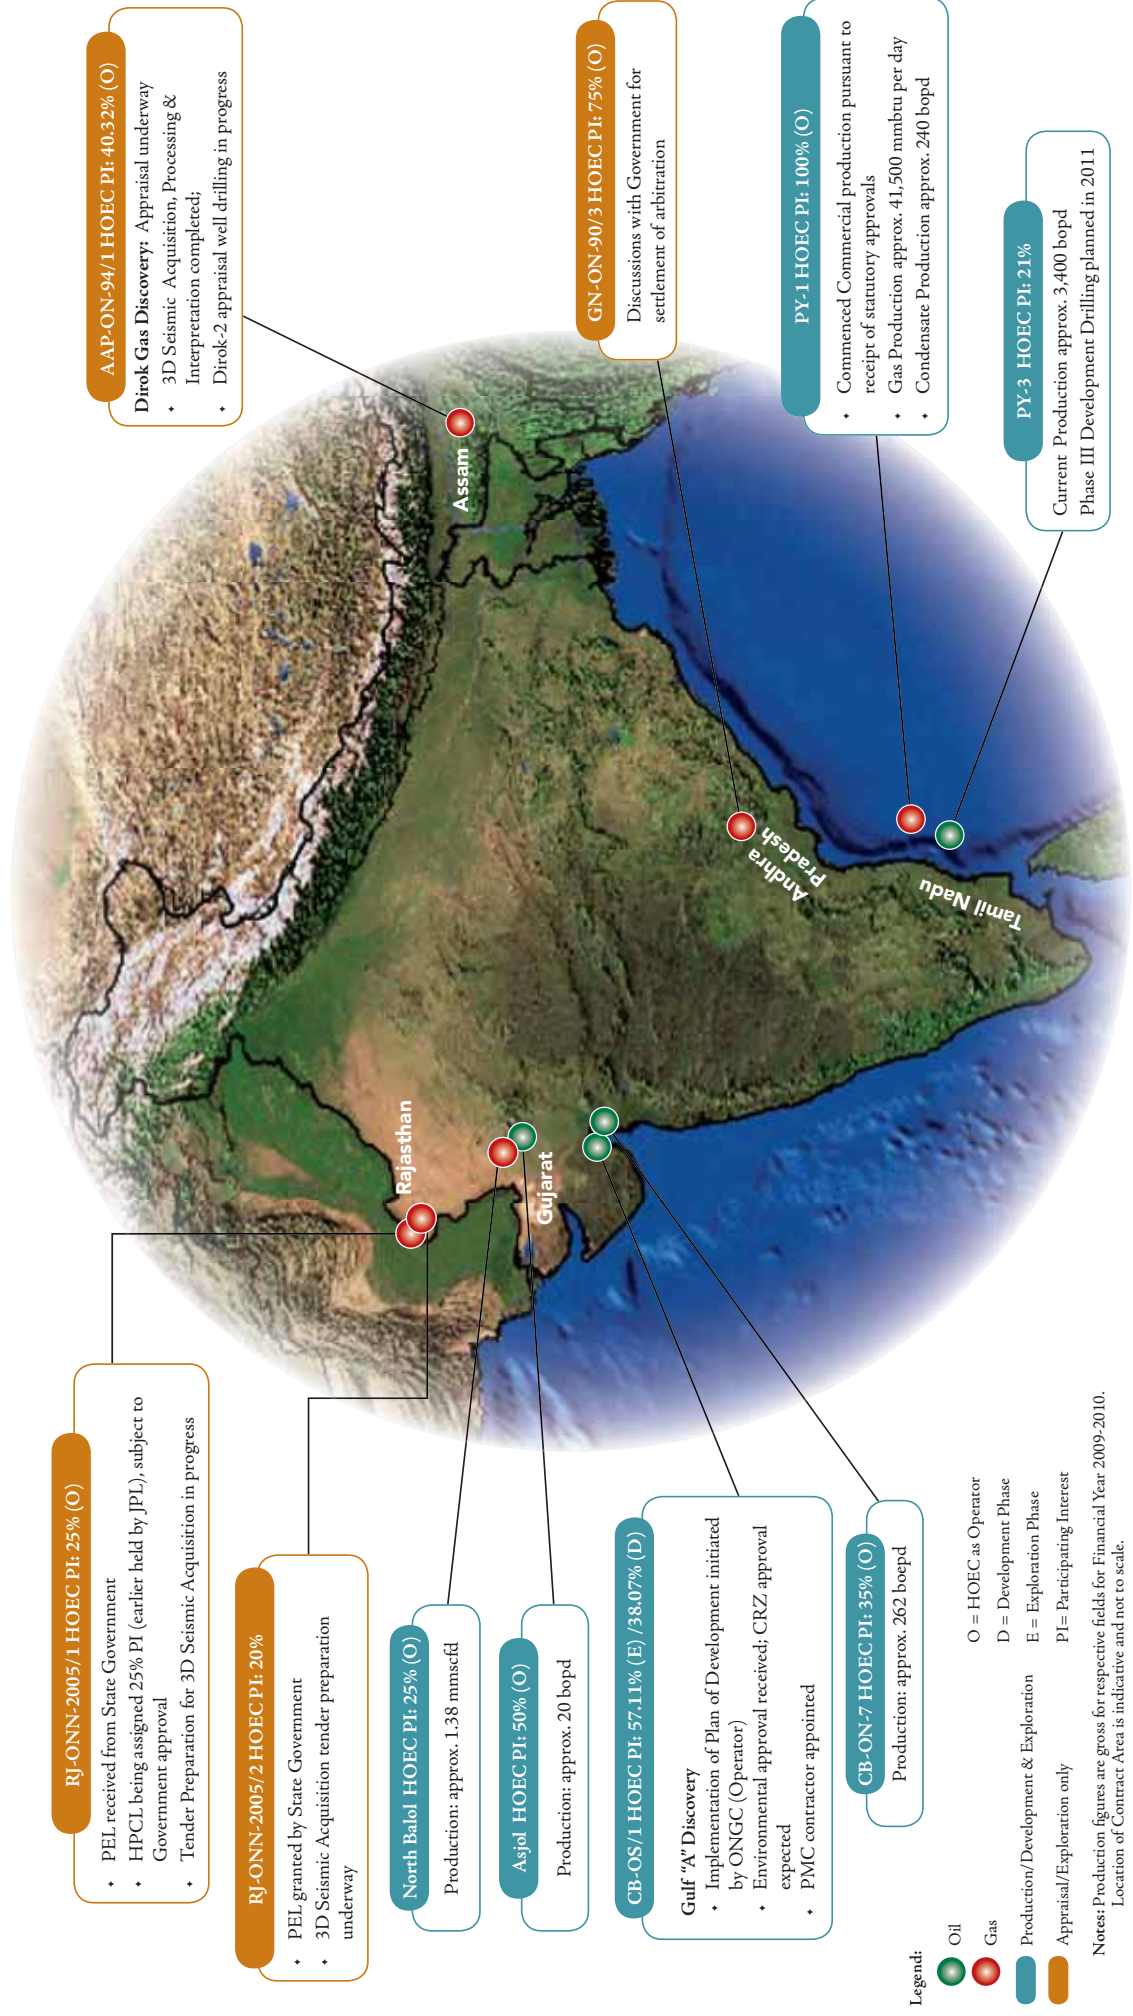 RJ-ONN-2005/1 HOEC PI: 25% (O)
PEL received from State Government
HPCL being assigned 25% PI (earlier held by JPL), subject to
Government approval
Tender Preparation for 3D Seismic Acquisition in progress
RJ-ONN-2005/2 HOEC PI: 20%
PEL granted by State Government
3D Seismic Acquisition tender preparation
underway
North Balol HOEC PI: 25% (O)
Production: approx. 1.38 mmscfd
Asjol HOEC PI: 50% (O)
Production: approx. 20 bopd
CB-OS/1 HOEC PI: 57.11% (E) /38.07% (D)
Gulf "A" Discovery
Implementation of Plan of Development initiated
by ONGC (Operator)
Environmental approval received; CRZ approval
expected
PMC contractor appointed
CB-ON-7 HOEC PI: 35% (O)
Production: approx. 262 boepd
AAP-ON-94/1 HOEC PI: 40.32% (O)
Dirok Gas Discovery: Appraisal underway
3D Seismic Acquisition, Processing &
Interpretation completed;
Dirok-2 appraisal well drilling in progress
GN-ON-90/3 HOEC PI: 75% (O)
Discussions with Government for
settlement of arbitration
PY-1 HOEC PI: 100% (O)
Commenced Commercial production pursuant to
receipt of statutory approvals
Gas Production approx. 41,500 mmbtu per day
Condensate Production approx. 240 bopd
PY-3 HOEC PI: 21%
Current Production approx. 3,400 bopd
Phase III Development Drilling planned in 2011
Rajasthan
Gujarat
Assam
Andhra
Pradesh
Tamil Nadu
Legend:
Oil
Gas
Production/Development & Exploration
Appraisal/Exploration only
O = HOEC as Operator
D = Development Phase
E = Exploration Phase
PI= Participating Interest
Notes: Production figures are gross for respective fields for Financial Year 2009-2010.
Location of Contract Area is indicative and not to scale.